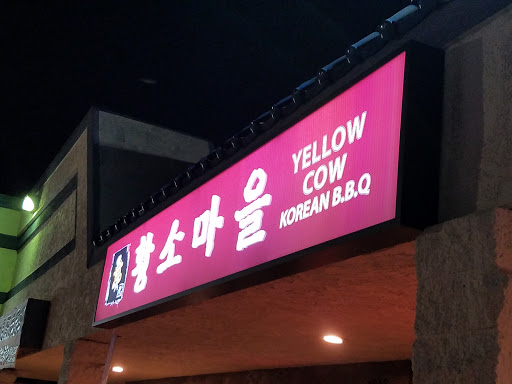 황소마을
YELLOW
COW
KOREAN B.B.Q